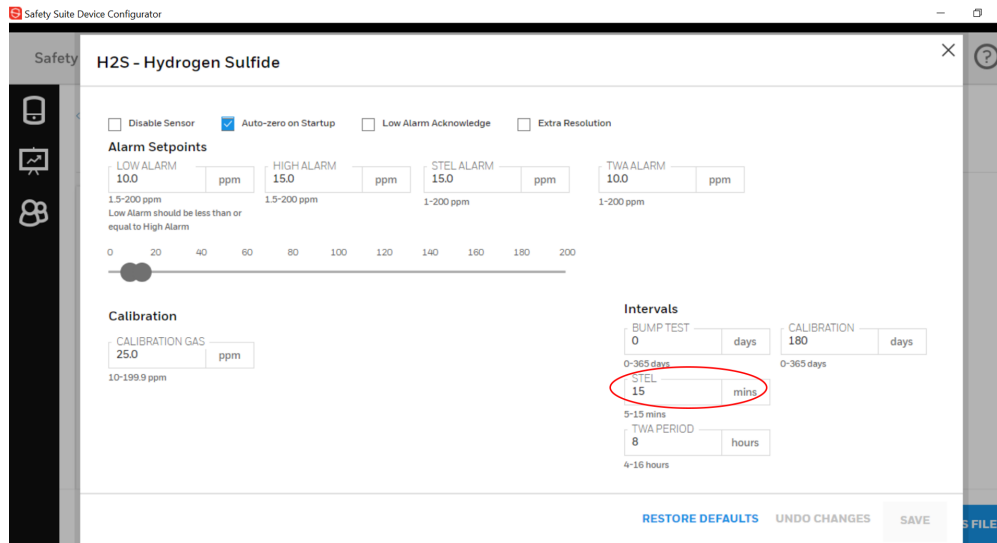 Safety Suite Device Configurator
Safety
H2S - Hydrogen Sulfide
Disable Sensor Auto-zero on Startup Low Alarm Acknowledge Extra Resolution
Alarm Setpoints
LOW ALARM HIGH ALARM STEL ALARM TWA ALARM
10.0 ppm 15.0 ppm 15.0 ppm 10.0 ppm
1.5-200 ppm 1.5-200 ppm 1-200 ppm 1-200 ppm
Low Alarm should be less than or
equal to High Alarm
0 20 40 60 80 100 120 140 160 180 200
Calibration
CALIBRATION GAS
25.0 ppm
10-199.9 ppm
Intervals
BUMP TEST CALIBRATION
0 days 180 days
0-365 days 0-365 days
STEL
15 mins
5-15 mins
TWA PERIOD
8 hours
4-16 hours
RESTORE DEFAULTS UNDO CHANGES SAVE
S FILE